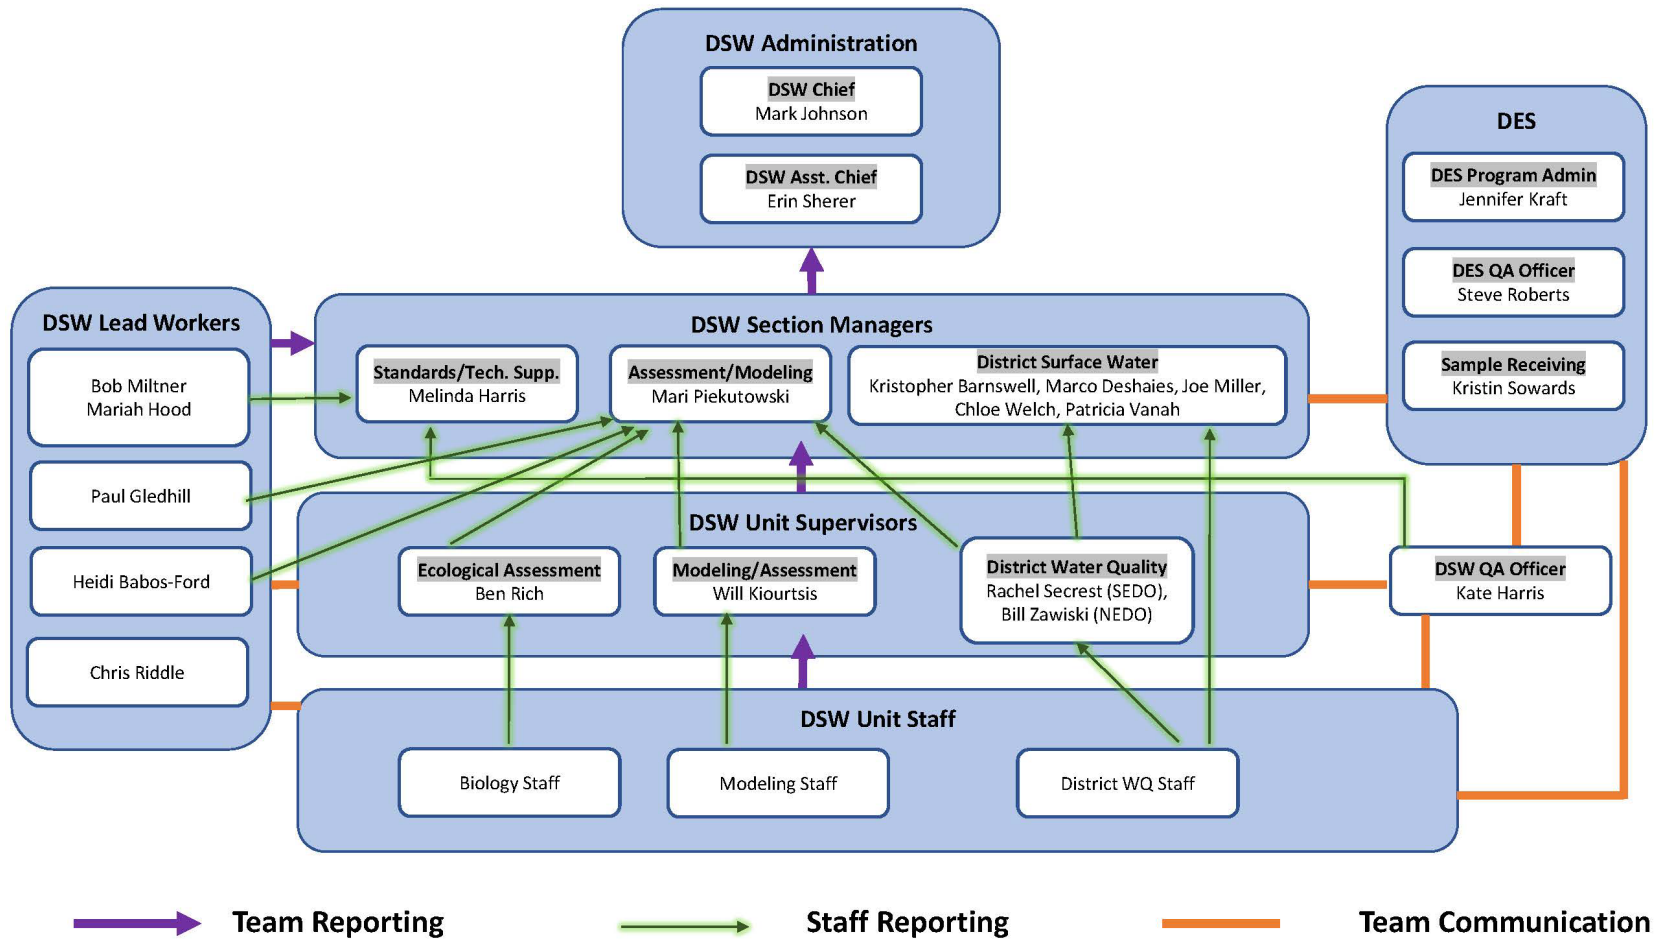 DSW Administration
DSW Chief
Mark Johnson
DSW Asst. Chief
Erin Sherer
DES
DES Program Admin
Jennifer Kraft
DES QA Officer
Steve Roberts
Sample Receiving
Kristin Sowards
DSW Lead Workers
Bob Miltner
Mariah Hood
Paul Gledhill
Heidi Babos-Ford
Chris Riddle
DSW Section Managers
Standards/Tech. Supp.
Melinda Harris
Assessment/Modeling
Mari Piekutowski
District Surface Water
Kristopher Barnswell, Marco Deshaies, Joe Miller,
Chloe Welch, Patricia Vanah
DSW Unit Supervisors
Ecological Assessment
Ben Rich
Modeling/Assessment
Will Kiourtsis
District Water Quality
Rachel Secrest (SEDO),
Bill Zawiski (NEDO)
DSW QA Officer
Kate Harris
DSW Unit Staff
Biology Staff
Modeling Staff
District WQ Staff
Team Reporting
Staff Reporting
Team Communication